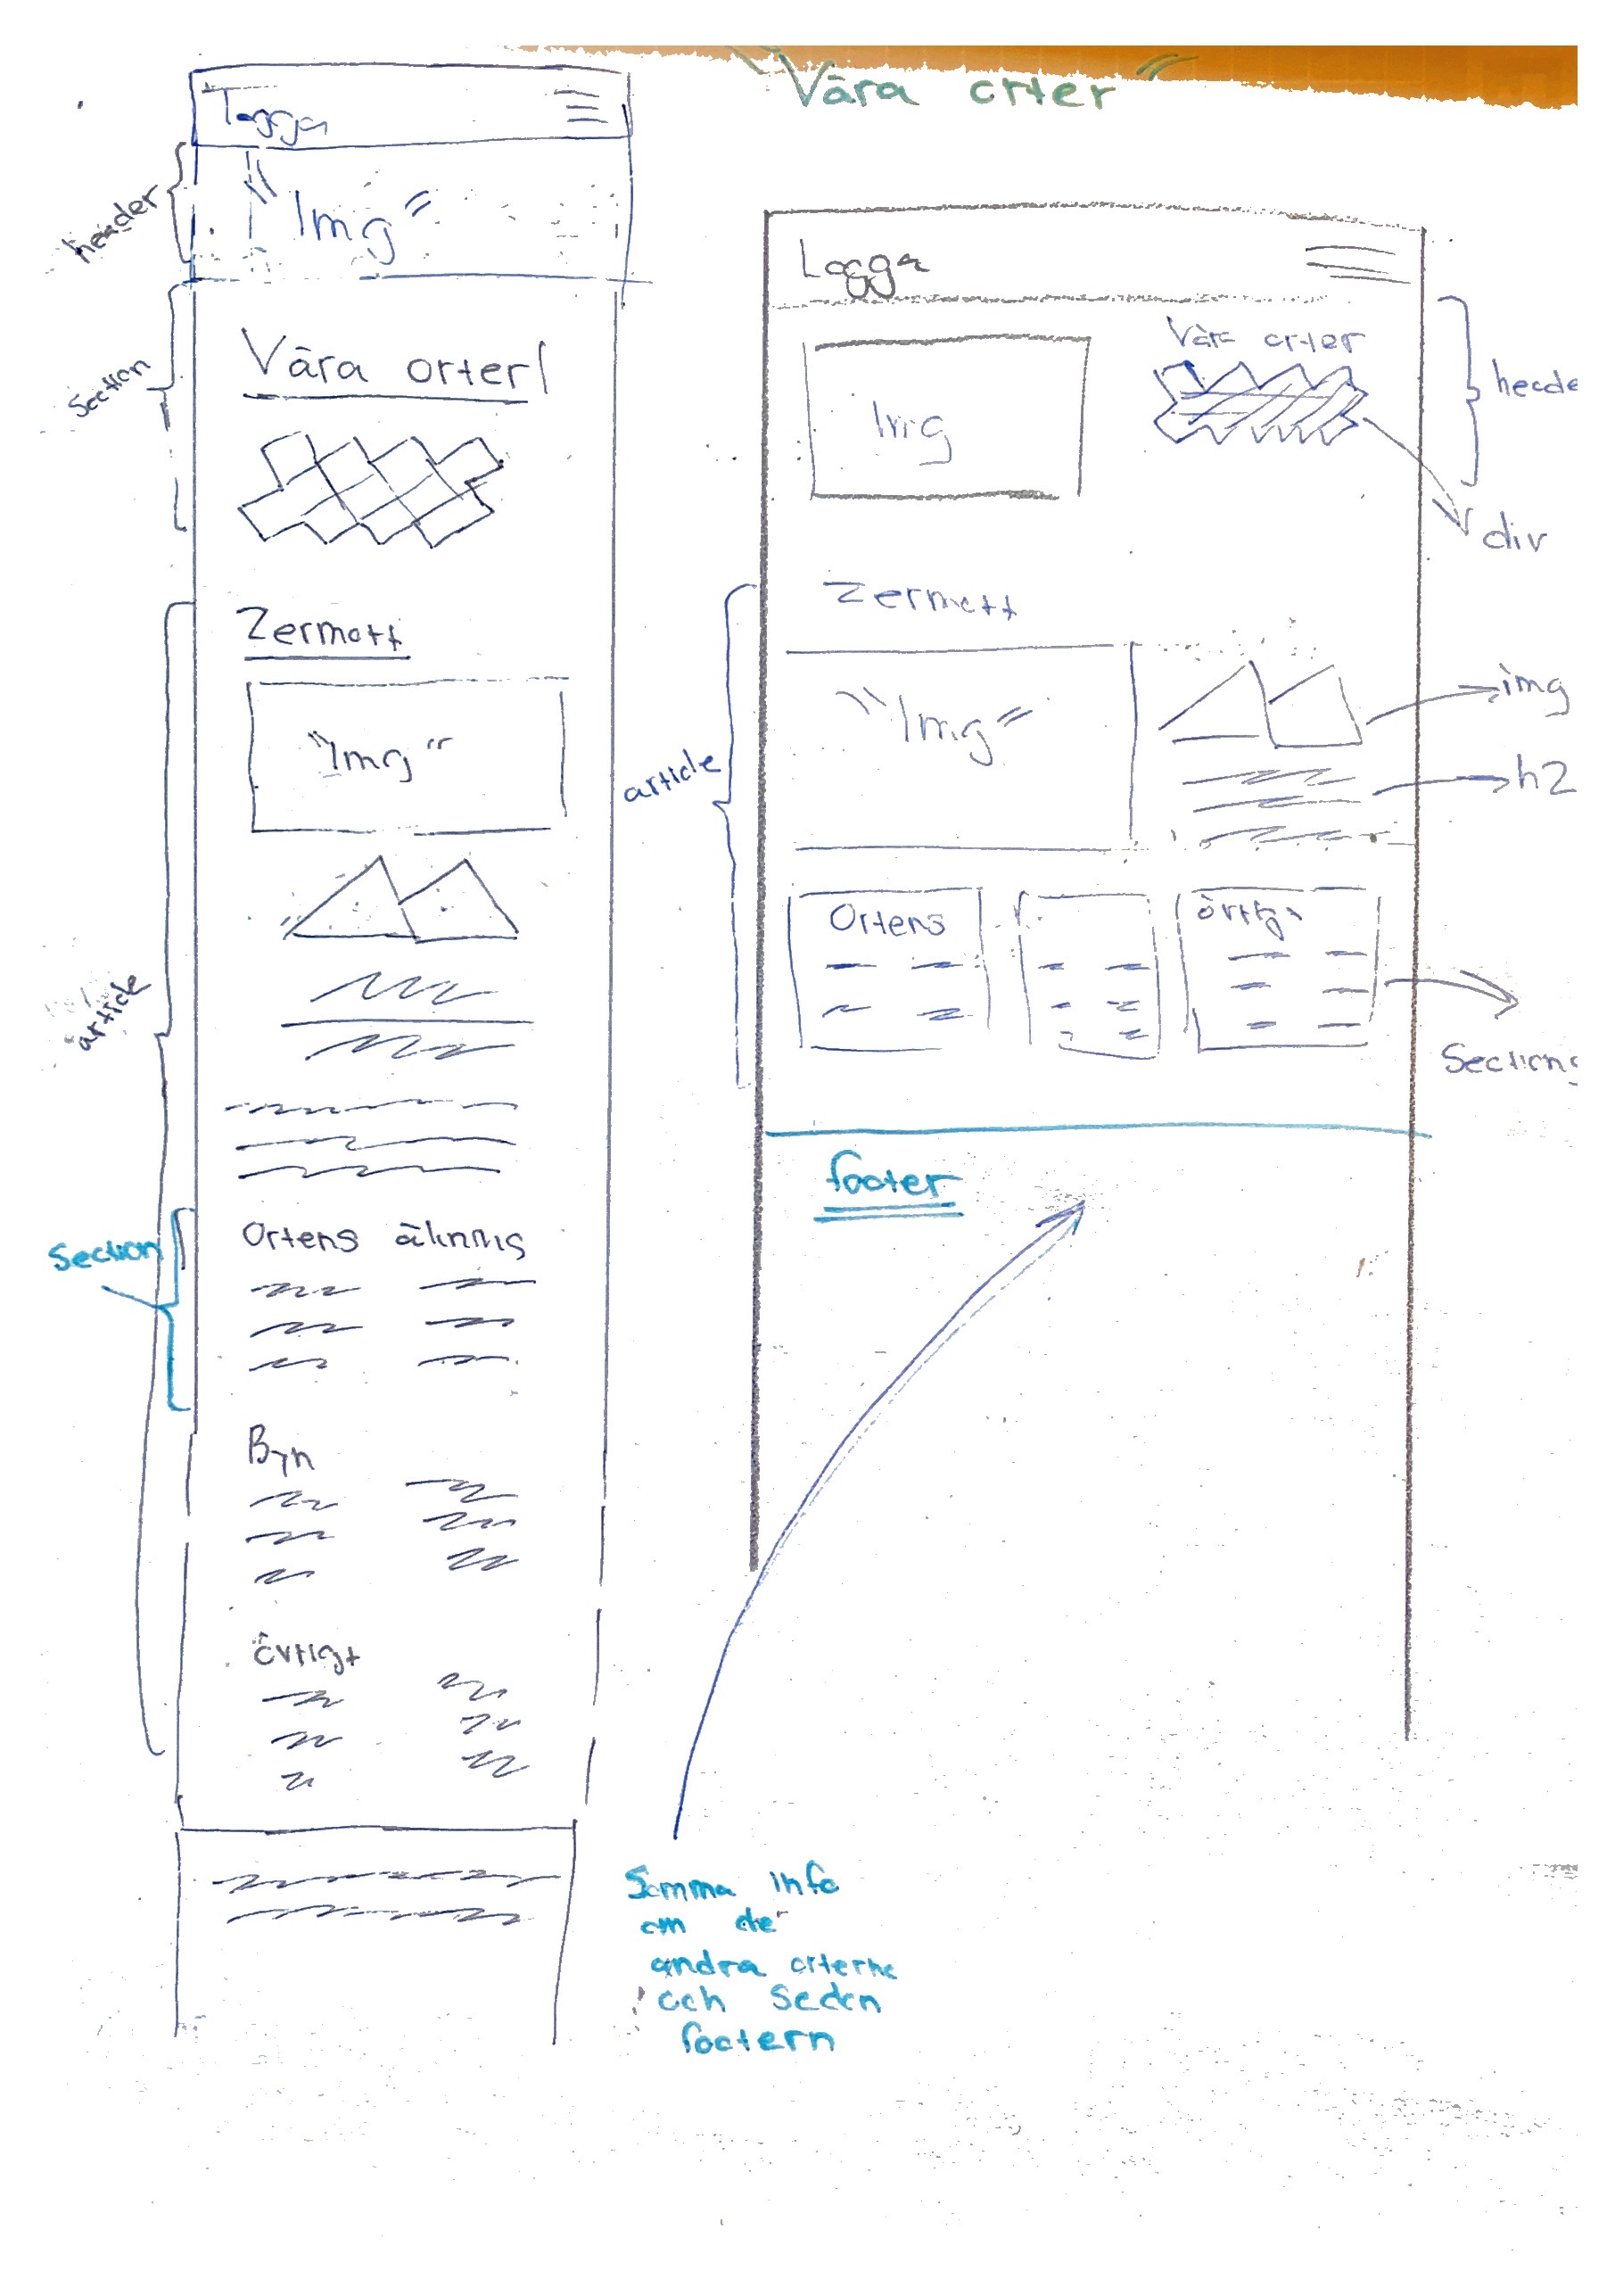 "Våra orter"
Logga
header
"Img"
Section
Våra orter
Zermatt
"Img"
article
Section
Ortens
Byn
övrigt
Logga
Img
Våra orter
heade
div
Zermatt
article
"Img"
img
h2
Ortens
övrigt
Sections
footer
Samma info
om de
andra orterna
och sedan
footern